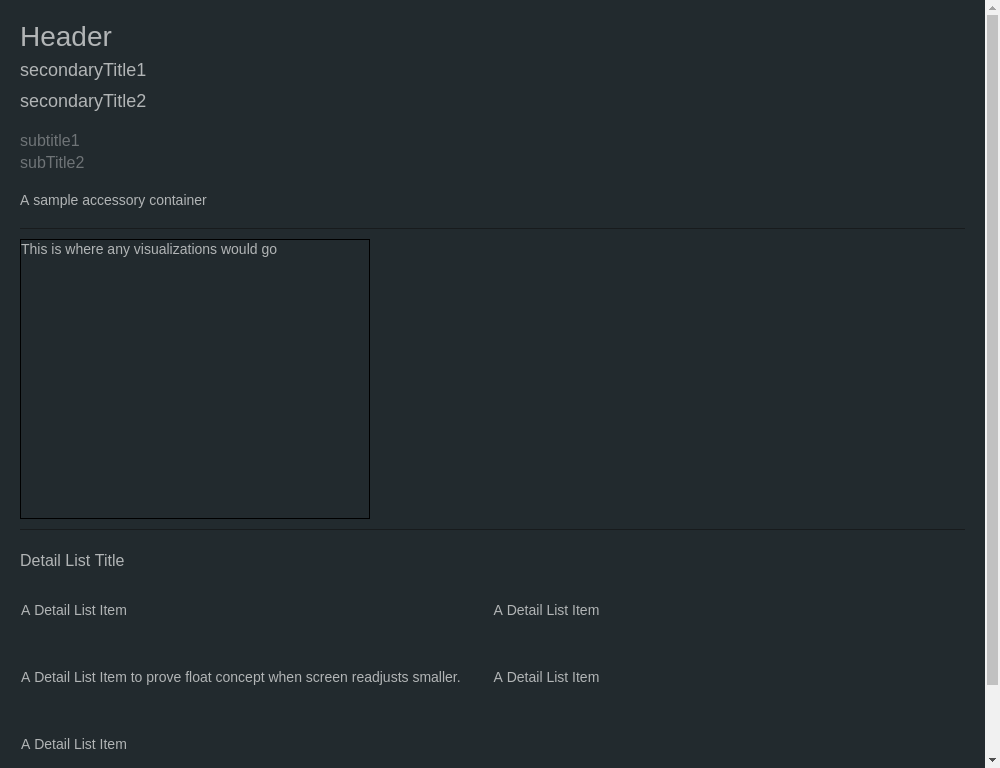 Header
secondaryTitle1
secondaryTitle2
subtitle1
subTitle2
A sample accessory container
This is where any visualizations would go
Detail List Title
A Detail List Item
A Detail List Item
A Detail List Item to prove float concept when screen readjusts smaller.
A Detail List Item
A Detail List Item